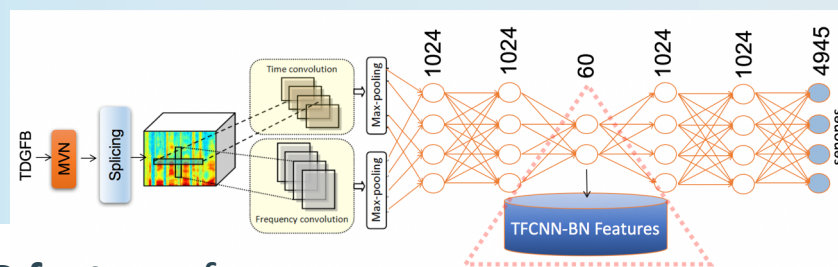 1024
1024
60
1024
1024
4945
Time convolution
Max-pooling
TDGFB
MVN
Splicing
Max-pooling
Frequency convolution
TFCNN-BN Features